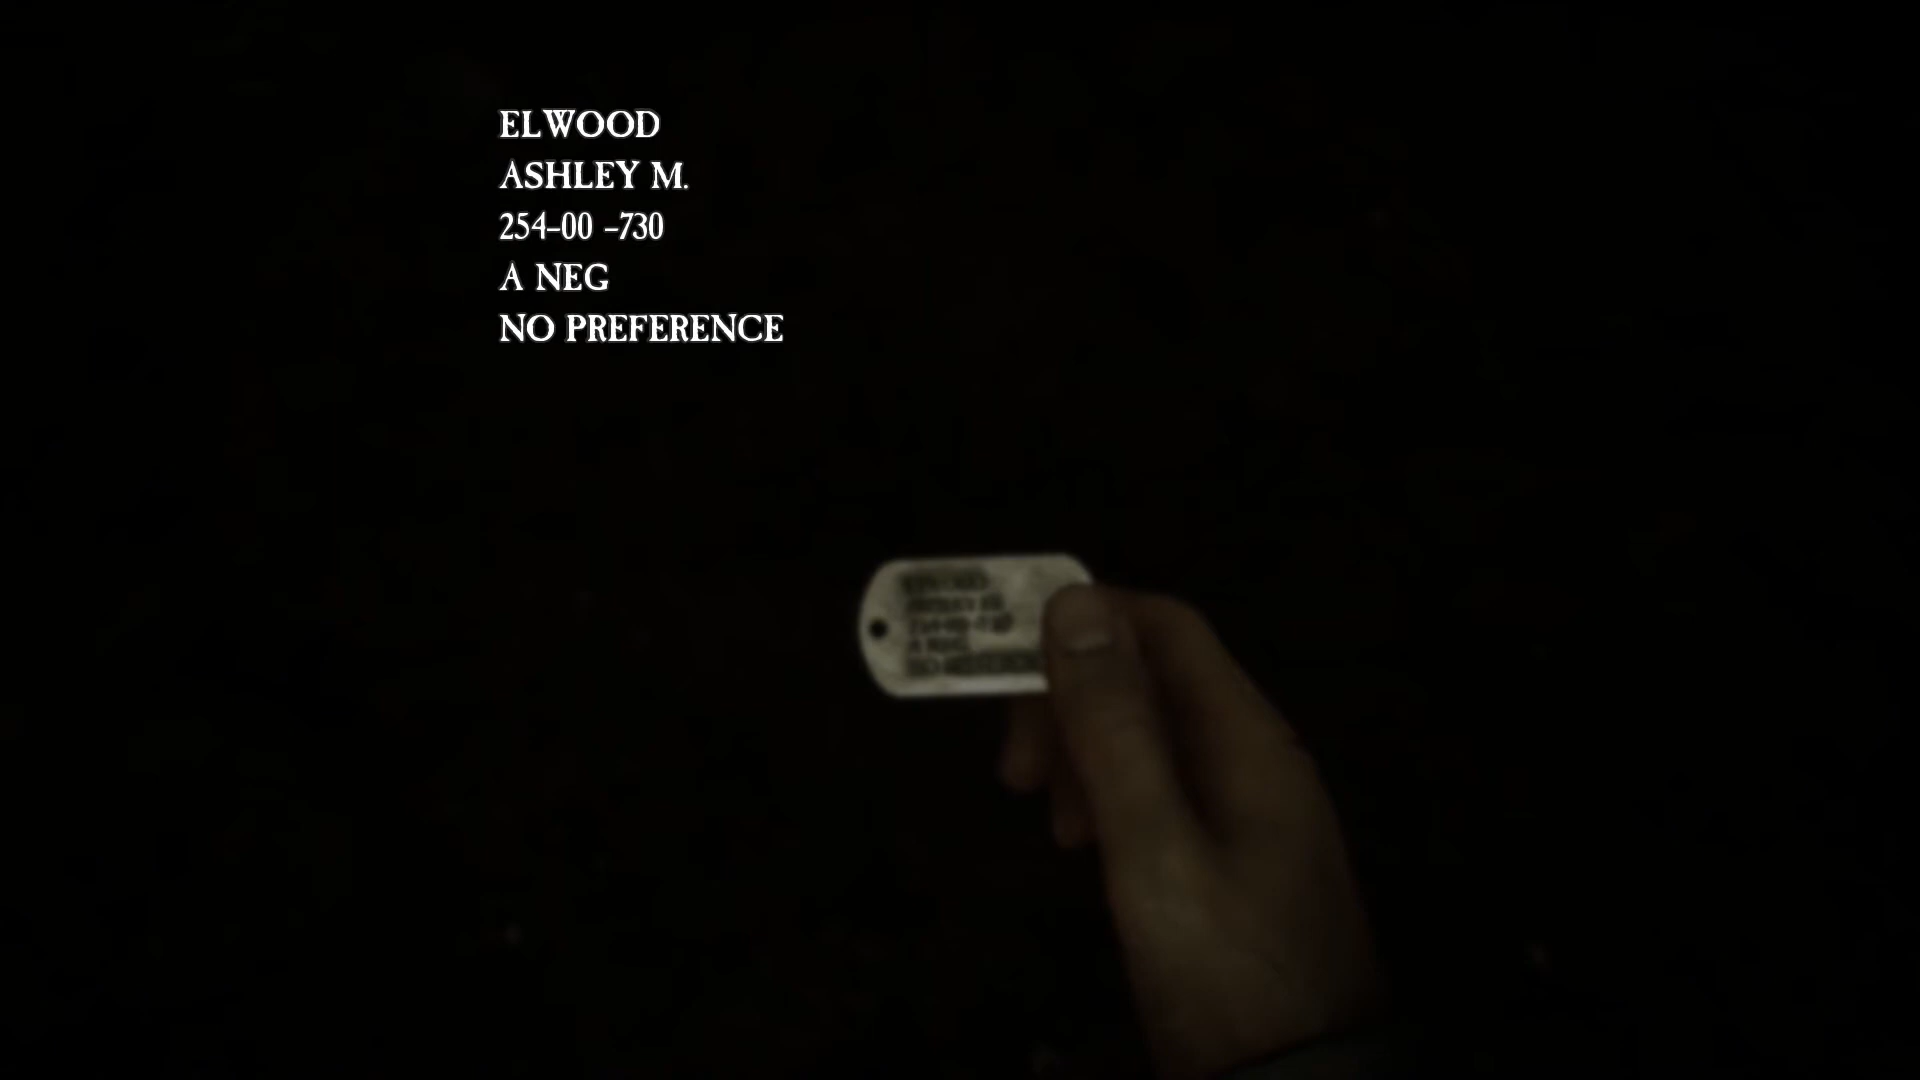 ELWOOD
ASHLEY M.
254-00 -730
A NEG
NO PREFERENCE